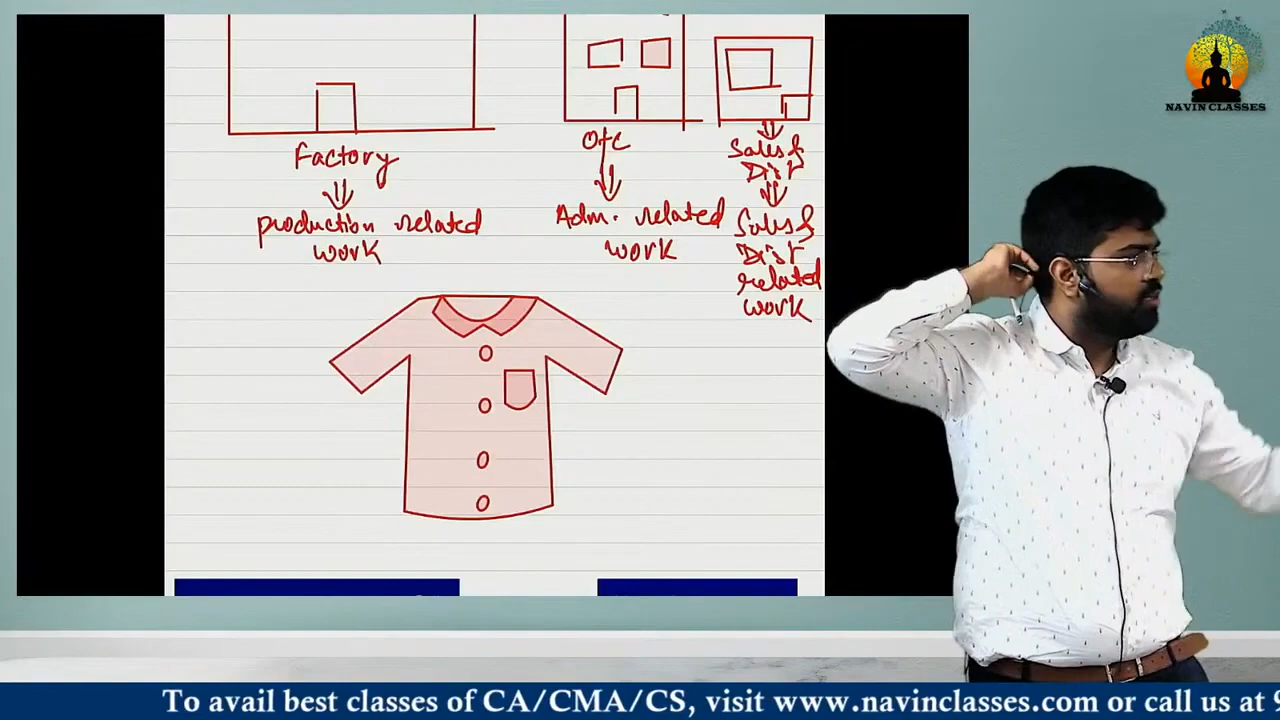 NAVIN CLASSES
Factory
production related
work
Ofc
Adm. related
work
Sales &
Dist
Sales &
Dist
related
work
To avail best classes of CA/CMA/CS, visit www.navinclasses.com or call us at 9